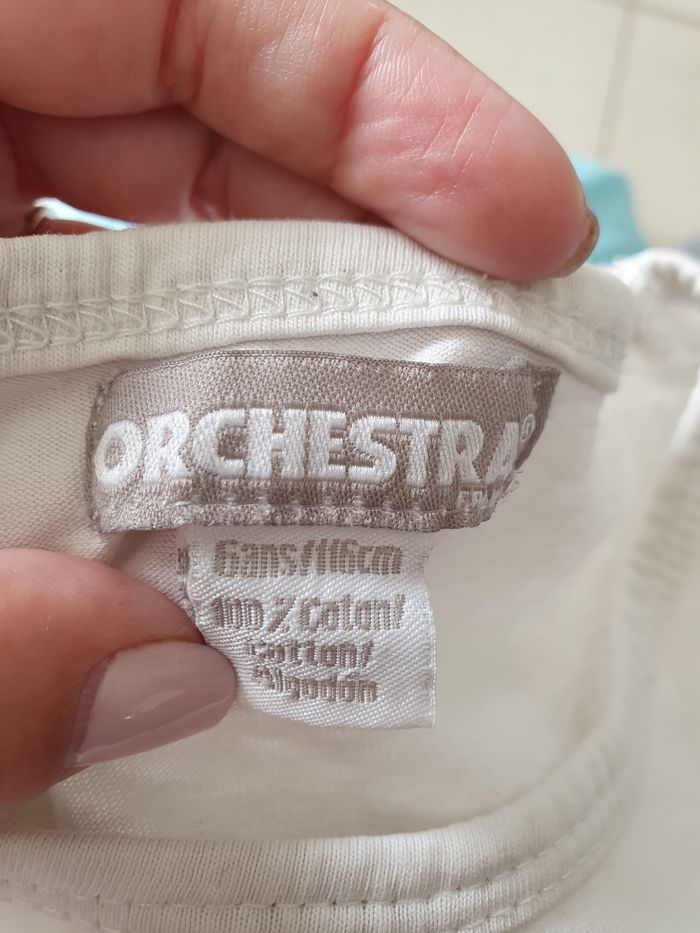 ORCHESTRA®
6ans/116cm
100% Coton/
Cotton/
Algodón